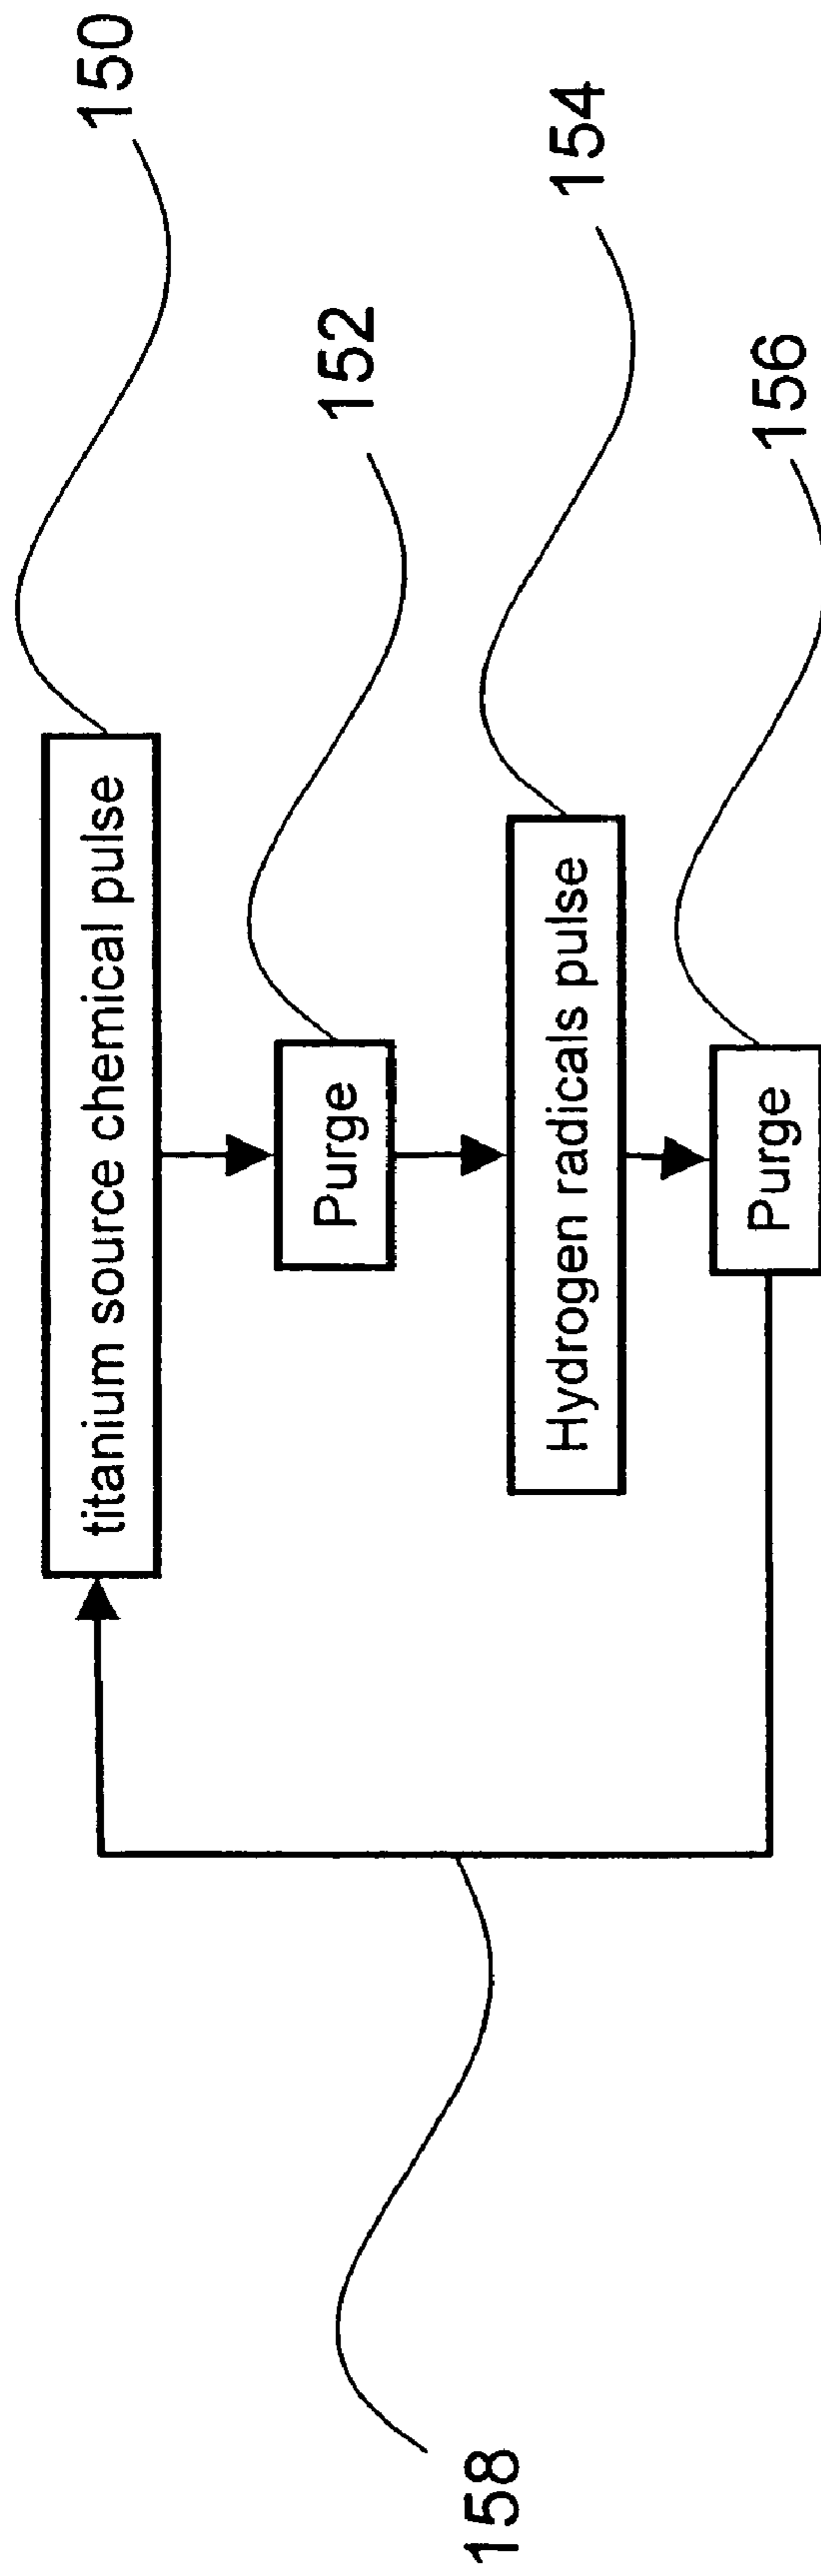 titanium source chemical pulse
150
Purge
152
Hydrogen radicals pulse
154
Purge
156
158